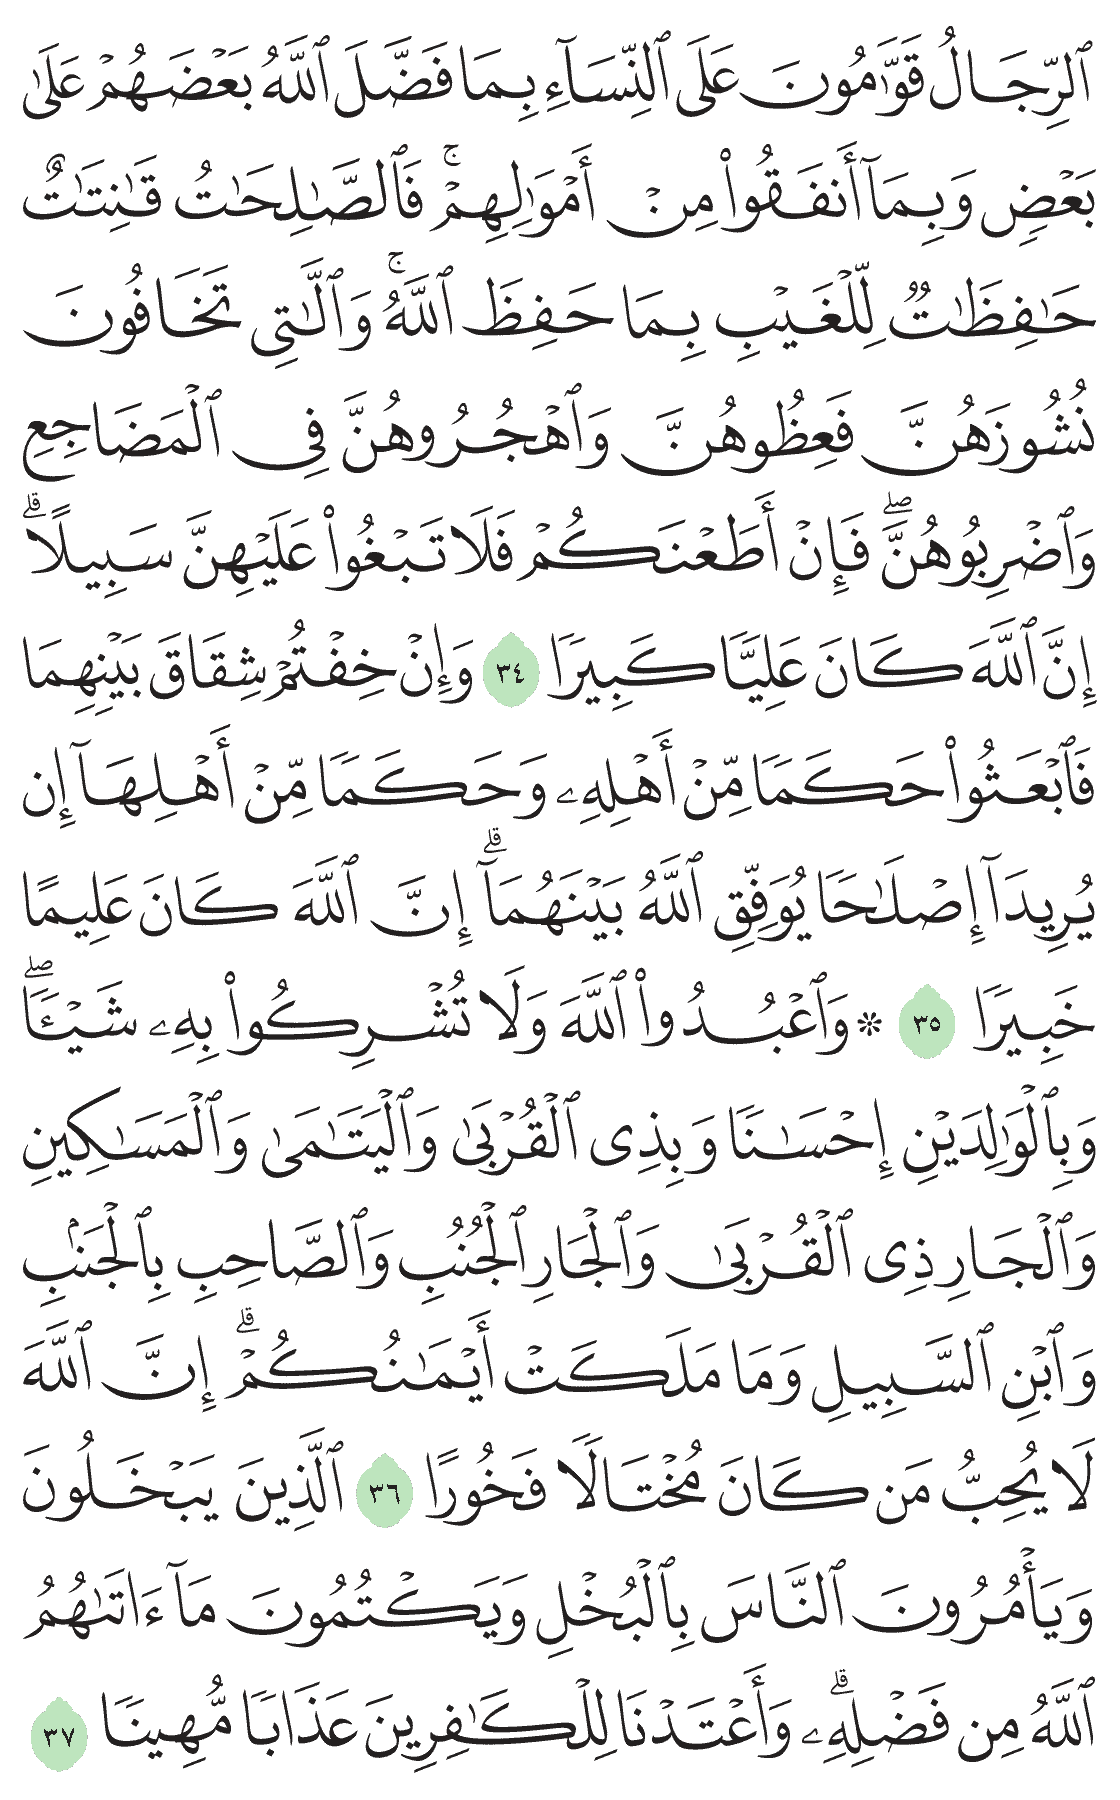 ٱلرِّجَالُ قَوَّٰمُونَ عَلَى ٱلنِّسَآءِ بِمَا فَضَّلَ ٱللَّهُ بَعۡضَهُمۡ عَلَىٰ
بَعۡضٖ وَبِمَآ أَنفَقُواْ مِنۡ أَمۡوَٰلِهِمۡۚ فَٱلصَّٰلِحَٰتُ قَٰنِتَٰتٌ
حَٰفِظَٰتٞ لِّلۡغَيۡبِ بِمَا حَفِظَ ٱللَّهُۚ وَٱلَّٰتِي تَخَافُونَ
نُشُوزَهُنَّ فَعِظُوهُنَّ وَٱهۡجُرُوهُنَّ فِي ٱلۡمَضَاجِعِ
وَٱضۡرِبُوهُنَّۖ فَإِنۡ أَطَعۡنَكُمۡ فَلَا تَبۡغُواْ عَلَيۡهِنَّ سَبِيلًاۗ
إِنَّ ٱللَّهَ كَانَ عَلِيّٗا كَبِيرٗا ٣٤ وَإِنۡ خِفۡتُمۡ شِقَاقَ بَيۡنِهِمَا
فَٱبۡعَثُواْ حَكَمٗا مِّنۡ أَهۡلِهِۦ وَحَكَمٗا مِّنۡ أَهۡلِهَآ إِن
يُرِيدَآ إِصۡلَٰحٗا يُوَفِّقِ ٱللَّهُ بَيۡنَهُمَآۗ إِنَّ ٱللَّهَ كَانَ عَلِيمًا
خَبِيرٗا ٣٥ ۞ وَٱعۡبُدُواْ ٱللَّهَ وَلَا تُشۡرِكُواْ بِهِۦ شَيۡـٔٗاۖ
وَبِٱلۡوَٰلِدَيۡنِ إِحۡسَٰنٗا وَبِذِي ٱلۡقُرۡبَىٰ وَٱلۡيَتَٰمَىٰ وَٱلۡمَسَٰكِينِ
وَٱلۡجَارِ ذِي ٱلۡقُرۡبَىٰ وَٱلۡجَارِ ٱلۡجُنُبِ وَٱلصَّاحِبِ بِٱلۡجَنۢبِ
وَٱبۡنِ ٱلسَّبِيلِ وَمَا مَلَكَتۡ أَيۡمَٰنُكُمۡۗ إِنَّ ٱللَّهَ
لَا يُحِبُّ مَن كَانَ مُخۡتَالٗا فَخُورًا ٣٦ ٱلَّذِينَ يَبۡخَلُونَ
وَيَأۡمُرُونَ ٱلنَّاسَ بِٱلۡبُخۡلِ وَيَكۡتُمُونَ مَآ ءَاتَىٰهُمُ
ٱللَّهُ مِن فَضۡلِهِۦۗ وَأَعۡتَدۡنَا لِلۡكَٰفِرِينَ عَذَابٗا مُّهِينٗا ٣٧